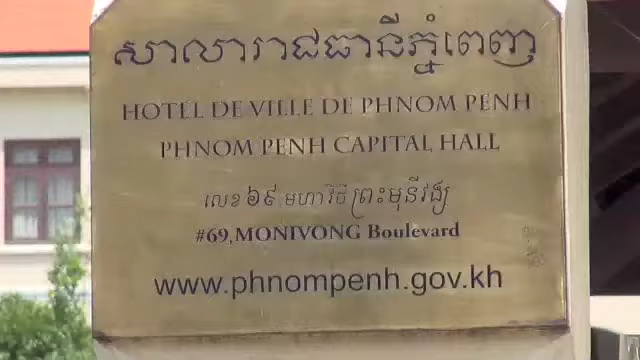 សាលារាជធានីភ្នំពេញ
HOTEL DE VILLE DE PHNOM PENH
PHNOM PENH CAPITAL HALL
លេខ ៦៩ មហាវិថី ព្រះមុនីវង្ស
#69,MONIVONG Boulevard
www.phnompenh.gov.kh